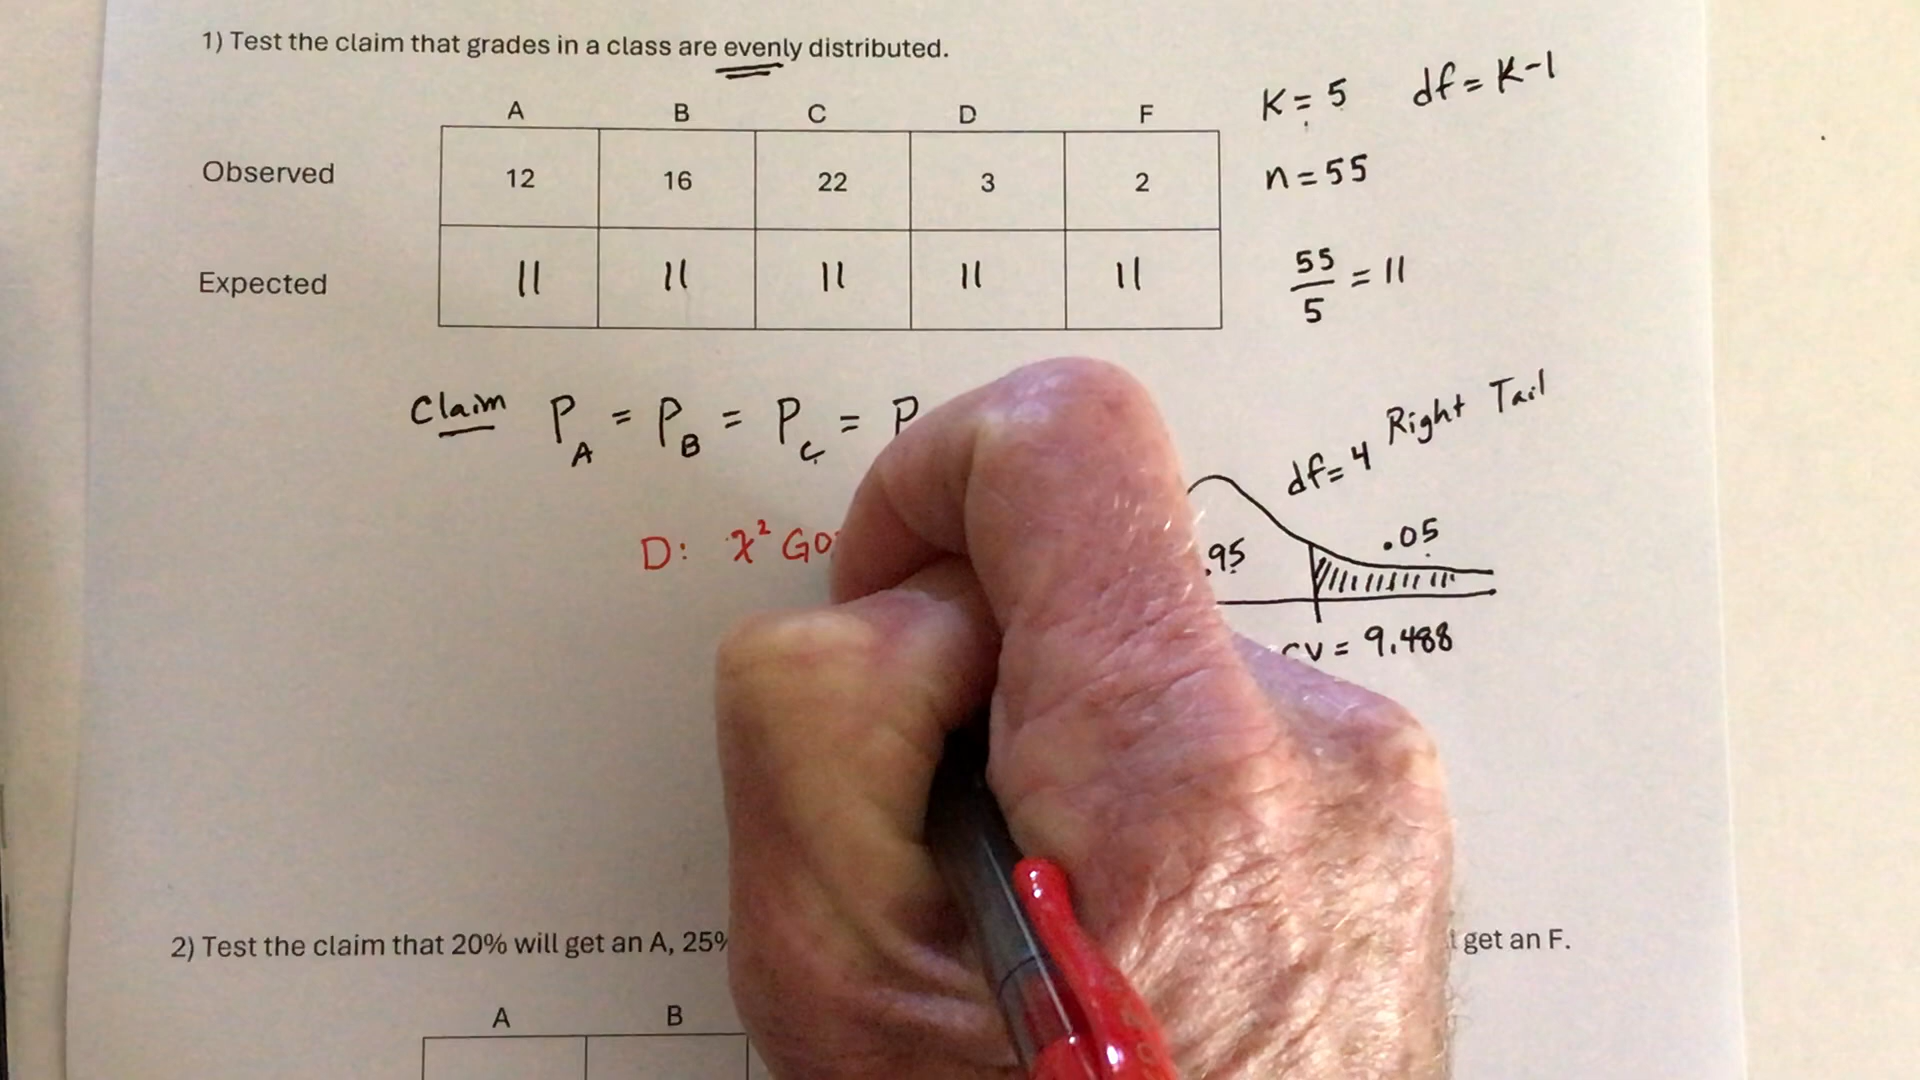 1) Test the claim that grades in a class are evenly distributed.
K = 5 df = K-1
A B C D F
Observed 12 16 22 3 2
n = 55
Expected 11 11 11 11 11
55/5 = 11
Claim P_A = P_B = P_C = P
df = 4 Right Tail
D: χ² GO
.95 .05
CV = 9.488
2) Test the claim that 20% will get an A, 25%
get an F.
A B